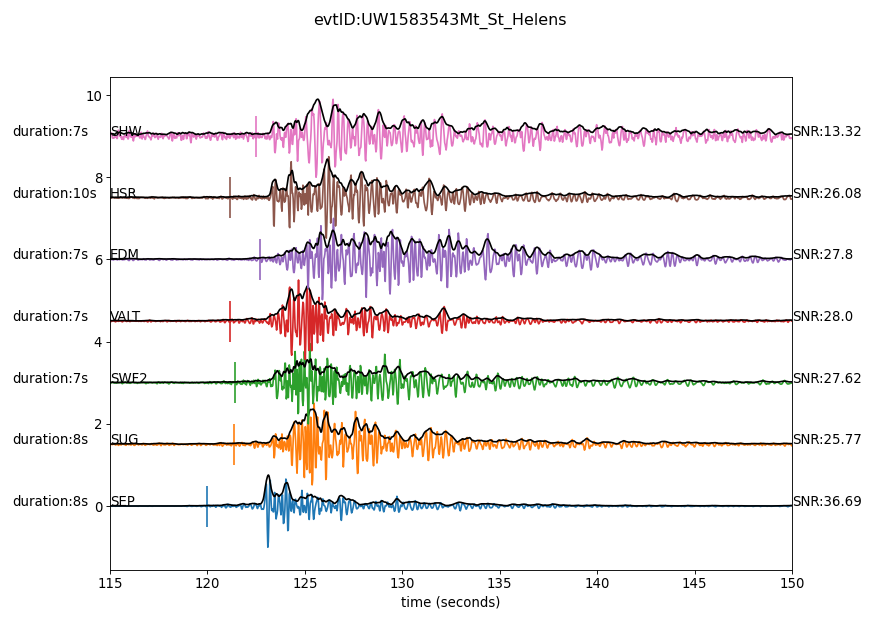 evtID:UW1583543Mt_St_Helens
10
duration:7s SHW SNR:13.32
8
duration:10s HSR SNR:26.08
duration:7s EDM SNR:27.8
6
duration:7s VALT SNR:28.0
4
duration:7s SWF2 SNR:27.62
2
duration:8s SUG SNR:25.77
duration:8s SEP SNR:36.69
0
115 120 125 130 135 140 145 150
time (seconds)